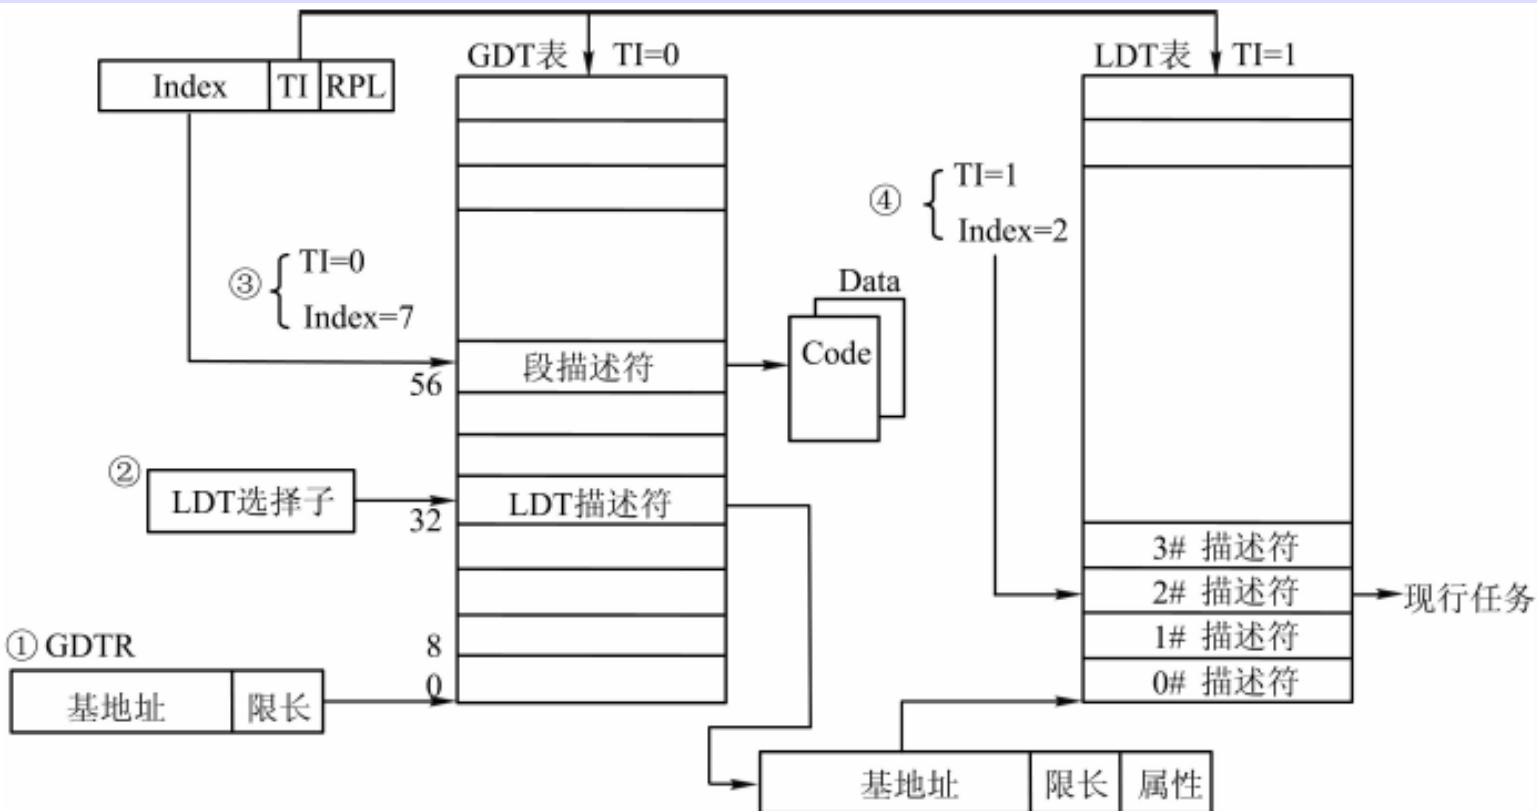 GDT表 TI=0
LDT表 TI=1
Index TI RPL
④ TI=1
Index=2
③ TI=0
Index=7
Data
Code
段描述符
56
② LDT选择子
LDT描述符
32
3# 描述符
2# 描述符
现行任务
1# 描述符
0# 描述符
① GDTR
8
0
基地址 限长
基地址 限长 属性